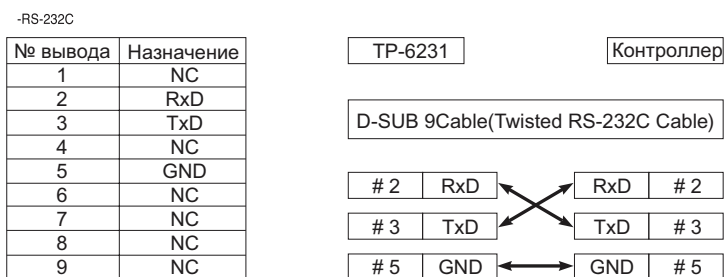 -RS-232C
№ вывода Назначение
1 NC
2 RxD
3 TxD
4 NC
5 GND
6 NC
7 NC
8 NC
9 NC
TP-6231 Контроллер
D-SUB 9Cable(Twisted RS-232C Cable)
# 2 RxD RxD # 2
# 3 TxD TxD # 3
# 5 GND GND # 5